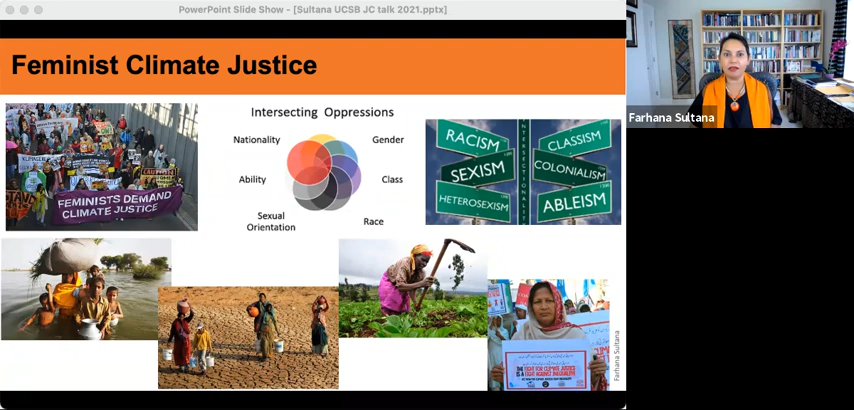 PowerPoint Slide Show - [Sultana UCSB JC talk 2021.pptx]
Feminist Climate Justice
Intersecting Oppressions
Nationality
Gender
Ability
Class
Sexual
Orientation
Race
FEMINISTS DEMAND
CLIMATE JUSTICE
RACISM
SEXISM
HETEROSEXISM
INTERSECTIONALITY
CLASSISM
COLONIALISM
ABLEISM
Farhana Sultana
Farhana Sultana